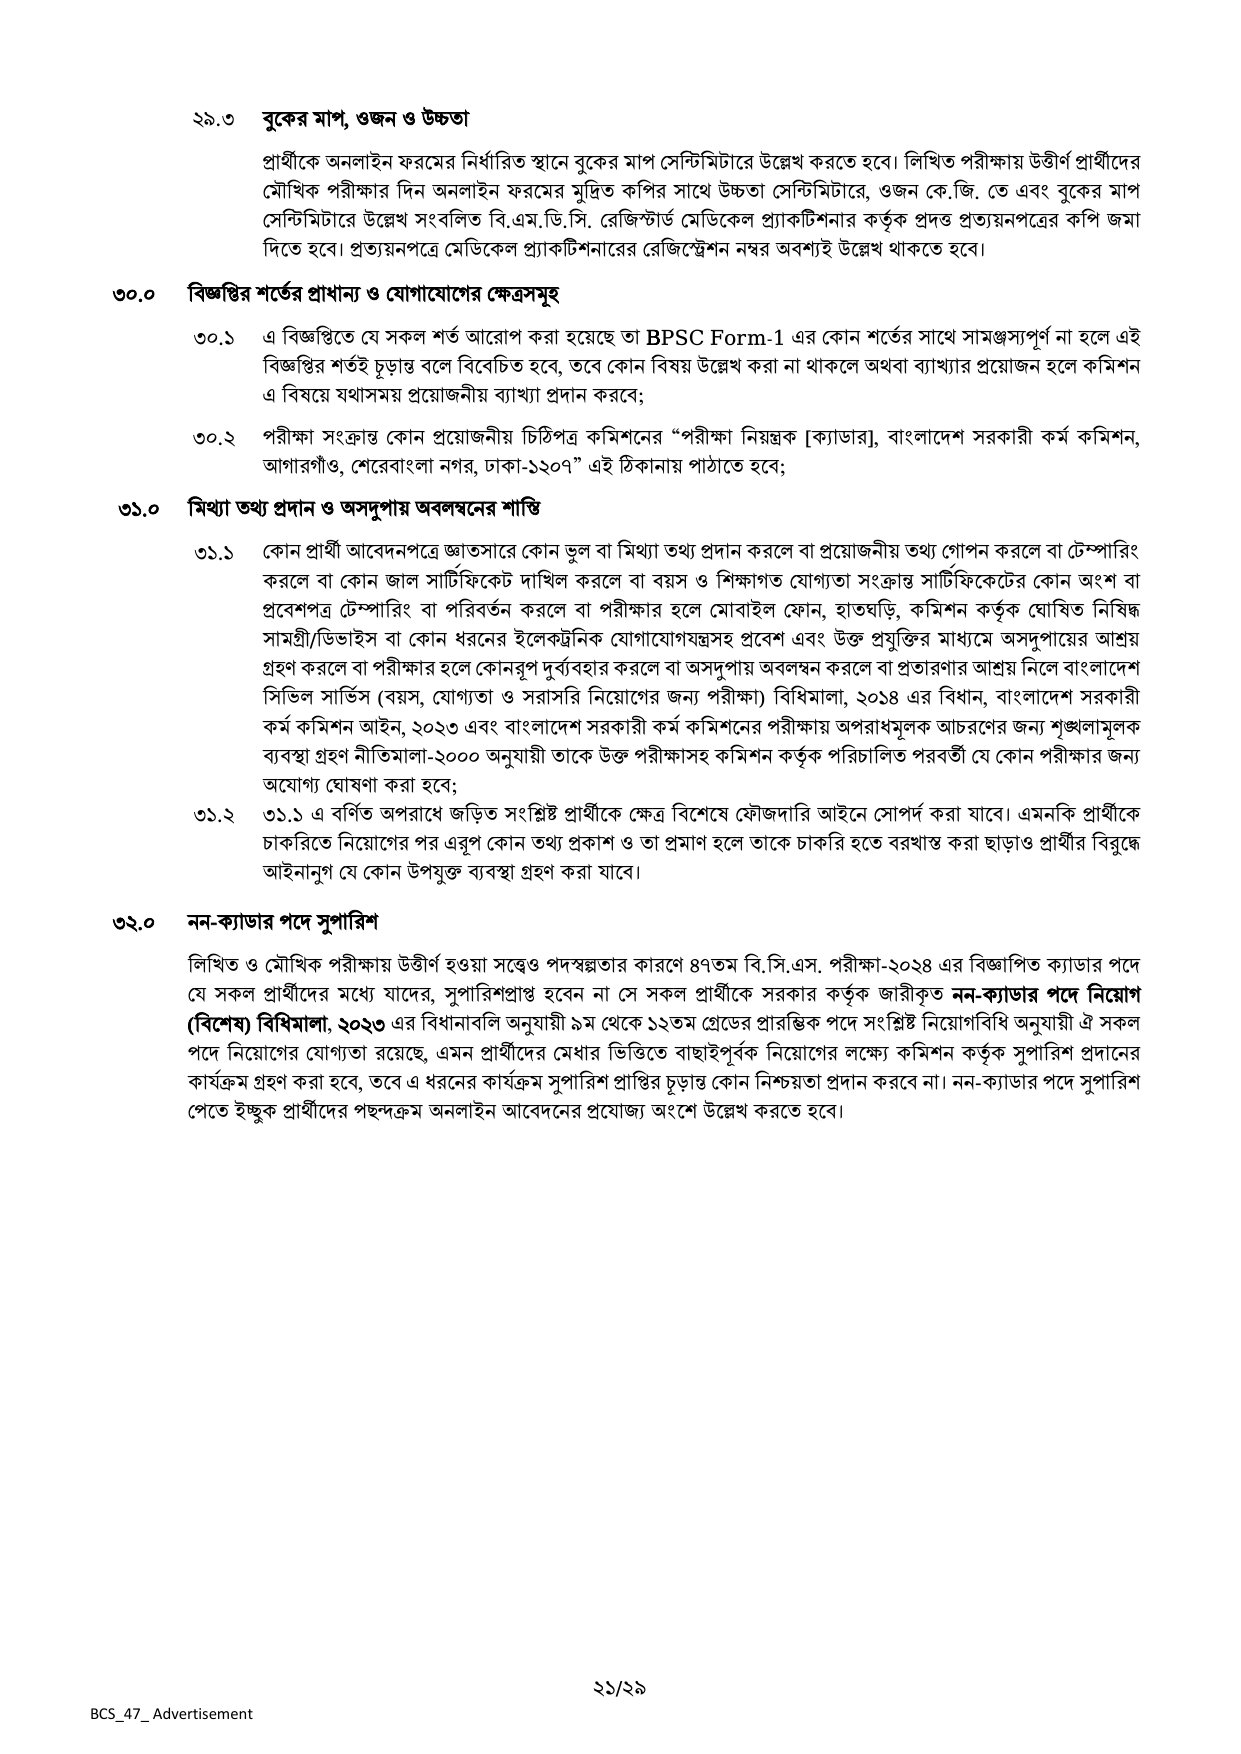 ২৯.৩ বুকের মাপ, ওজন ও উচ্চতা
প্রার্থীকে অনলাইন ফরমের নির্ধারিত স্থানে বুকের মাপ সেন্টিমিটারে উল্লেখ করতে হবে। লিখিত পরীক্ষায় উত্তীর্ণ প্রার্থীদের
মৌখিক পরীক্ষার দিন অনলাইন ফরমের মুদ্রিত কপির সাথে উচ্চতা সেন্টিমিটারে, ওজন কে.জি. তে এবং বুকের মাপ
সেন্টিমিটারে উল্লেখ সংবলিত বি.এম.ডি.সি. রেজিস্টার্ড মেডিকেল প্র্যাকটিশনার কর্তৃক প্রদত্ত প্রত্যয়নপত্রের কপি জমা
দিতে হবে। প্রত্যয়নপত্রে মেডিকেল প্র্যাকটিশনারের রেজিস্ট্রেশন নম্বর অবশ্যই উল্লেখ থাকতে হবে।
৩০.০ বিজ্ঞপ্তির শর্তের প্রাধান্য ও যোগাযোগের ক্ষেত্রসমূহ
৩০.১ এ বিজ্ঞপ্তিতে যে সকল শর্ত আরোপ করা হয়েছে তা BPSC Form-1 এর কোন শর্তের সাথে সামঞ্জস্যপূর্ণ না হলে এই
বিজ্ঞপ্তির শর্তই চূড়ান্ত বলে বিবেচিত হবে, তবে কোন বিষয় উল্লেখ করা না থাকলে অথবা ব্যাখ্যার প্রয়োজন হলে কমিশন
এ বিষয়ে যথাসময় প্রয়োজনীয় ব্যাখ্যা প্রদান করবে;
৩০.২ পরীক্ষা সংক্রান্ত কোন প্রয়োজনীয় চিঠিপত্র কমিশনের “পরীক্ষা নিয়ন্ত্রক [ক্যাডার], বাংলাদেশ সরকারী কর্ম কমিশন,
আগারগাঁও, শেরেবাংলা নগর, ঢাকা-১২০৭” এই ঠিকানায় পাঠাতে হবে;
৩১.০ মিথ্যা তথ্য প্রদান ও অসদুপায় অবলম্বনের শাস্তি
৩১.১ কোন প্রার্থী আবেদনপত্রে জ্ঞাতসারে কোন ভুল বা মিথ্যা তথ্য প্রদান করলে বা প্রয়োজনীয় তথ্য গোপন করলে বা টেম্পারিং
করলে বা কোন জাল সার্টিফিকেট দাখিল করলে বা বয়স ও শিক্ষাগত যোগ্যতা সংক্রান্ত সার্টিফিকেটের কোন অংশ বা
প্রবেশপত্র টেম্পারিং বা পরিবর্তন করলে বা পরীক্ষার হলে মোবাইল ফোন, হাতঘড়ি, কমিশন কর্তৃক ঘোষিত নিষিদ্ধ
সামগ্রী/ডিভাইস বা কোন ধরনের ইলেকট্রনিক যোগাযোগযন্ত্রসহ প্রবেশ এবং উক্ত প্রযুক্তির মাধ্যমে অসদুপায়ের আশ্রয়
গ্রহণ করলে বা পরীক্ষার হলে কোনরূপ দুর্ব্যবহার করলে বা অসদুপায় অবলম্বন করলে বা প্রতারণার আশ্রয় নিলে বাংলাদেশ
সিভিল সার্ভিস (বয়স, যোগ্যতা ও সরাসরি নিয়োগের জন্য পরীক্ষা) বিধিমালা, ২০১৪ এর বিধান, বাংলাদেশ সরকারী
কর্ম কমিশন আইন, ২০২৩ এবং বাংলাদেশ সরকারী কর্ম কমিশনের পরীক্ষায় অপরাধমূলক আচরণের জন্য শৃঙ্খলামূলক
ব্যবস্থা গ্রহণ নীতিমালা-২০০০ অনুযায়ী তাকে উক্ত পরীক্ষাসহ কমিশন কর্তৃক পরিচালিত পরবর্তী যে কোন পরীক্ষার জন্য
অযোগ্য ঘোষণা করা হবে;
৩১.২ ৩১.১ এ বর্ণিত অপরাধে জড়িত সংশ্লিষ্ট প্রার্থীকে ক্ষেত্র বিশেষে ফৌজদারি আইনে সোপর্দ করা যাবে। এমনকি প্রার্থীকে
চাকরিতে নিয়োগের পর এরূপ কোন তথ্য প্রকাশ ও তা প্রমাণ হলে তাকে চাকরি হতে বরখাস্ত করা ছাড়াও প্রার্থীর বিরুদ্ধে
আইনানুগ যে কোন উপযুক্ত ব্যবস্থা গ্রহণ করা যাবে।
৩২.০ নন-ক্যাডার পদে সুপারিশ
লিখিত ও মৌখিক পরীক্ষায় উত্তীর্ণ হওয়া সত্ত্বেও পদস্বল্পতার কারণে ৪৭তম বি.সি.এস. পরীক্ষা-২০২৪ এর বিজ্ঞাপিত ক্যাডার পদে
যে সকল প্রার্থীদের মধ্যে যাদের, সুপারিশপ্রাপ্ত হবেন না সে সকল প্রার্থীকে সরকার কর্তৃক জারীকৃত নন-ক্যাডার পদে নিয়োগ
(বিশেষ) বিধিমালা, ২০২৩ এর বিধানাবলি অনুযায়ী ৯ম থেকে ১২তম গ্রেডের প্রারম্ভিক পদে সংশ্লিষ্ট নিয়োগবিধি অনুযায়ী ঐ সকল
পদে নিয়োগের যোগ্যতা রয়েছে, এমন প্রার্থীদের মেধার ভিত্তিতে বাছাইপূর্বক নিয়োগের লক্ষ্যে কমিশন কর্তৃক সুপারিশ প্রদানের
কার্যক্রম গ্রহণ করা হবে, তবে এ ধরনের কার্যক্রম সুপারিশ প্রাপ্তির চূড়ান্ত কোন নিশ্চয়তা প্রদান করবে না। নন-ক্যাডার পদে সুপারিশ
পেতে ইচ্ছুক প্রার্থীদের পছন্দক্রম অনলাইন আবেদনের প্রযোজ্য অংশে উল্লেখ করতে হবে।
২১/২৯
BCS_47_ Advertisement